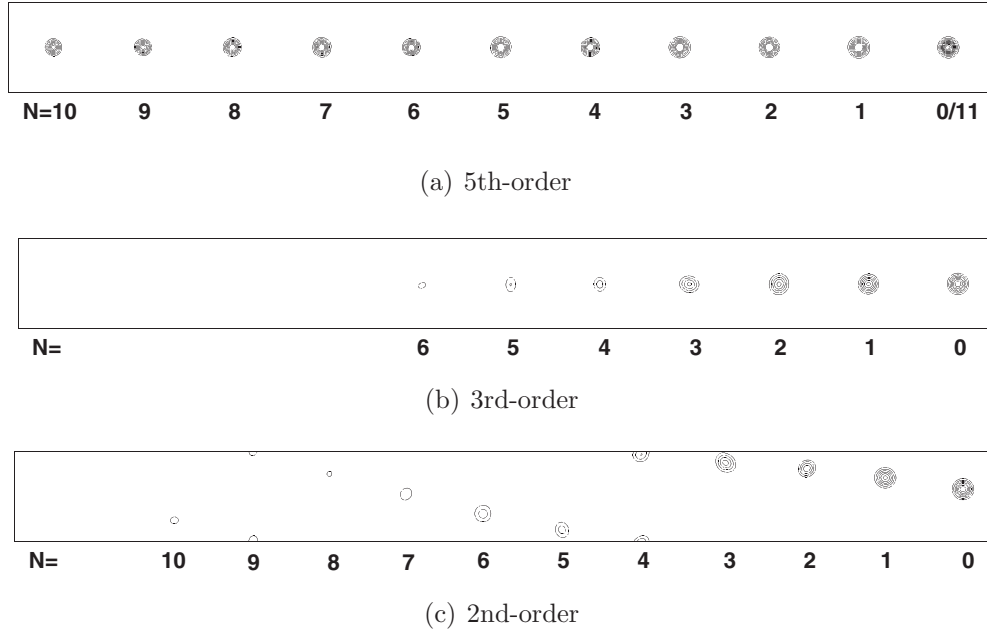 N=10 9 8 7 6 5 4 3 2 1 0/11
(a) 5th-order
N= 6 5 4 3 2 1 0
(b) 3rd-order
N= 10 9 8 7 6 5 4 3 2 1 0
(c) 2nd-order